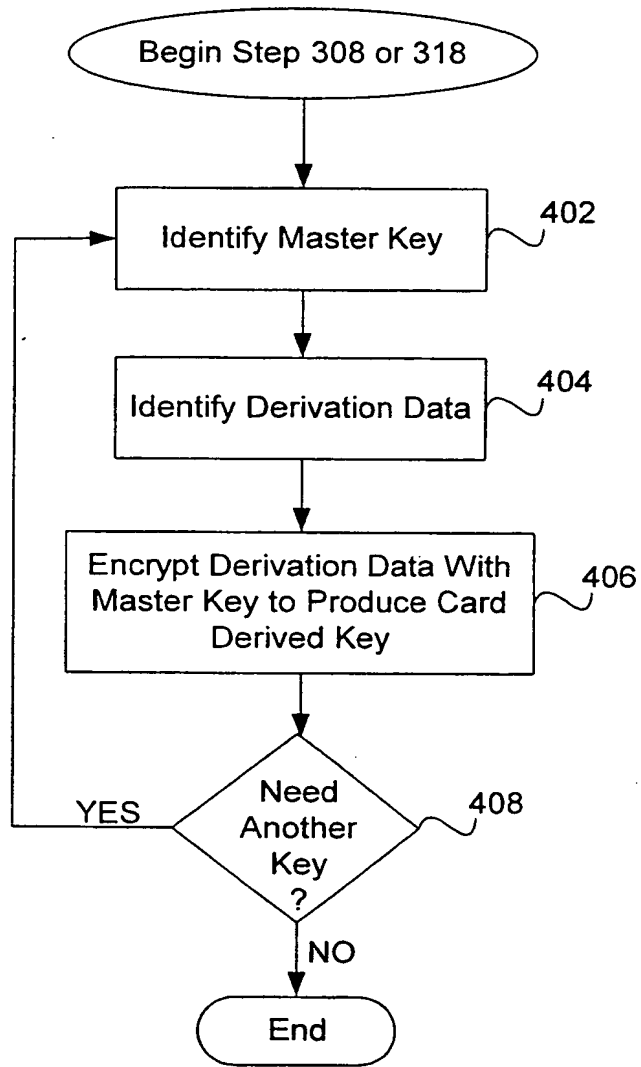 Begin Step 308 or 318
Identify Master Key
402
Identify Derivation Data
404
Encrypt Derivation Data With
Master Key to Produce Card
Derived Key
406
Need
Another
Key
?
408
YES
NO
End